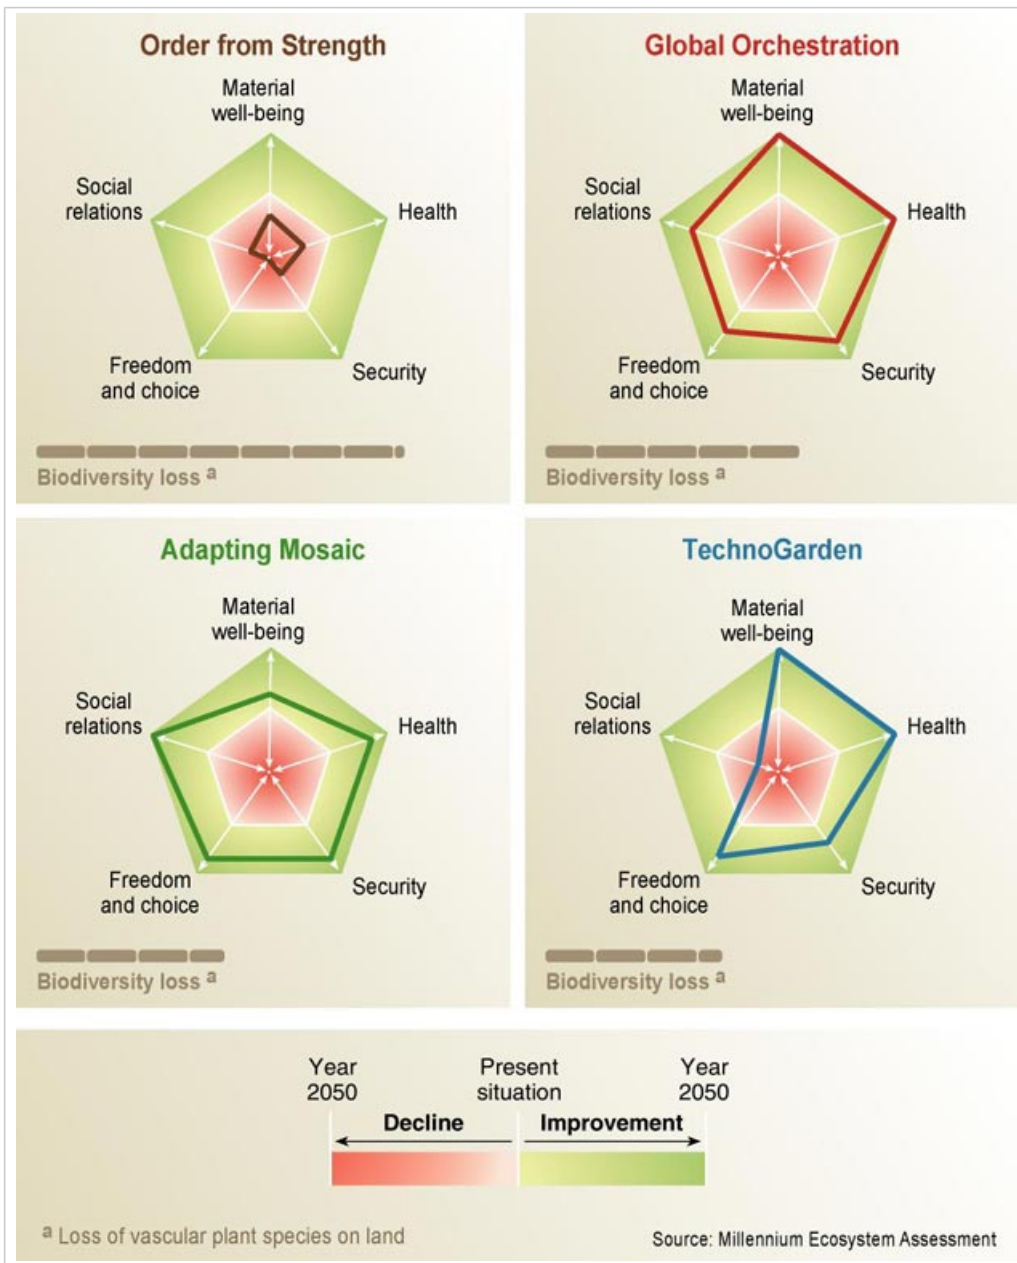 Order from Strength
Material
well-being
Social
relations
Health
Freedom
and choice
Security
Biodiversity loss a
Global Orchestration
Material
well-being
Social
relations
Health
Freedom
and choice
Security
Biodiversity loss a
Adapting Mosaic
Material
well-being
Social
relations
Health
Freedom
and choice
Security
Biodiversity loss a
TechnoGarden
Material
well-being
Social
relations
Health
Freedom
and choice
Security
Biodiversity loss a
Year
2050
Present
situation
Year
2050
Decline
Improvement
a Loss of vascular plant species on land
Source: Millennium Ecosystem Assessment